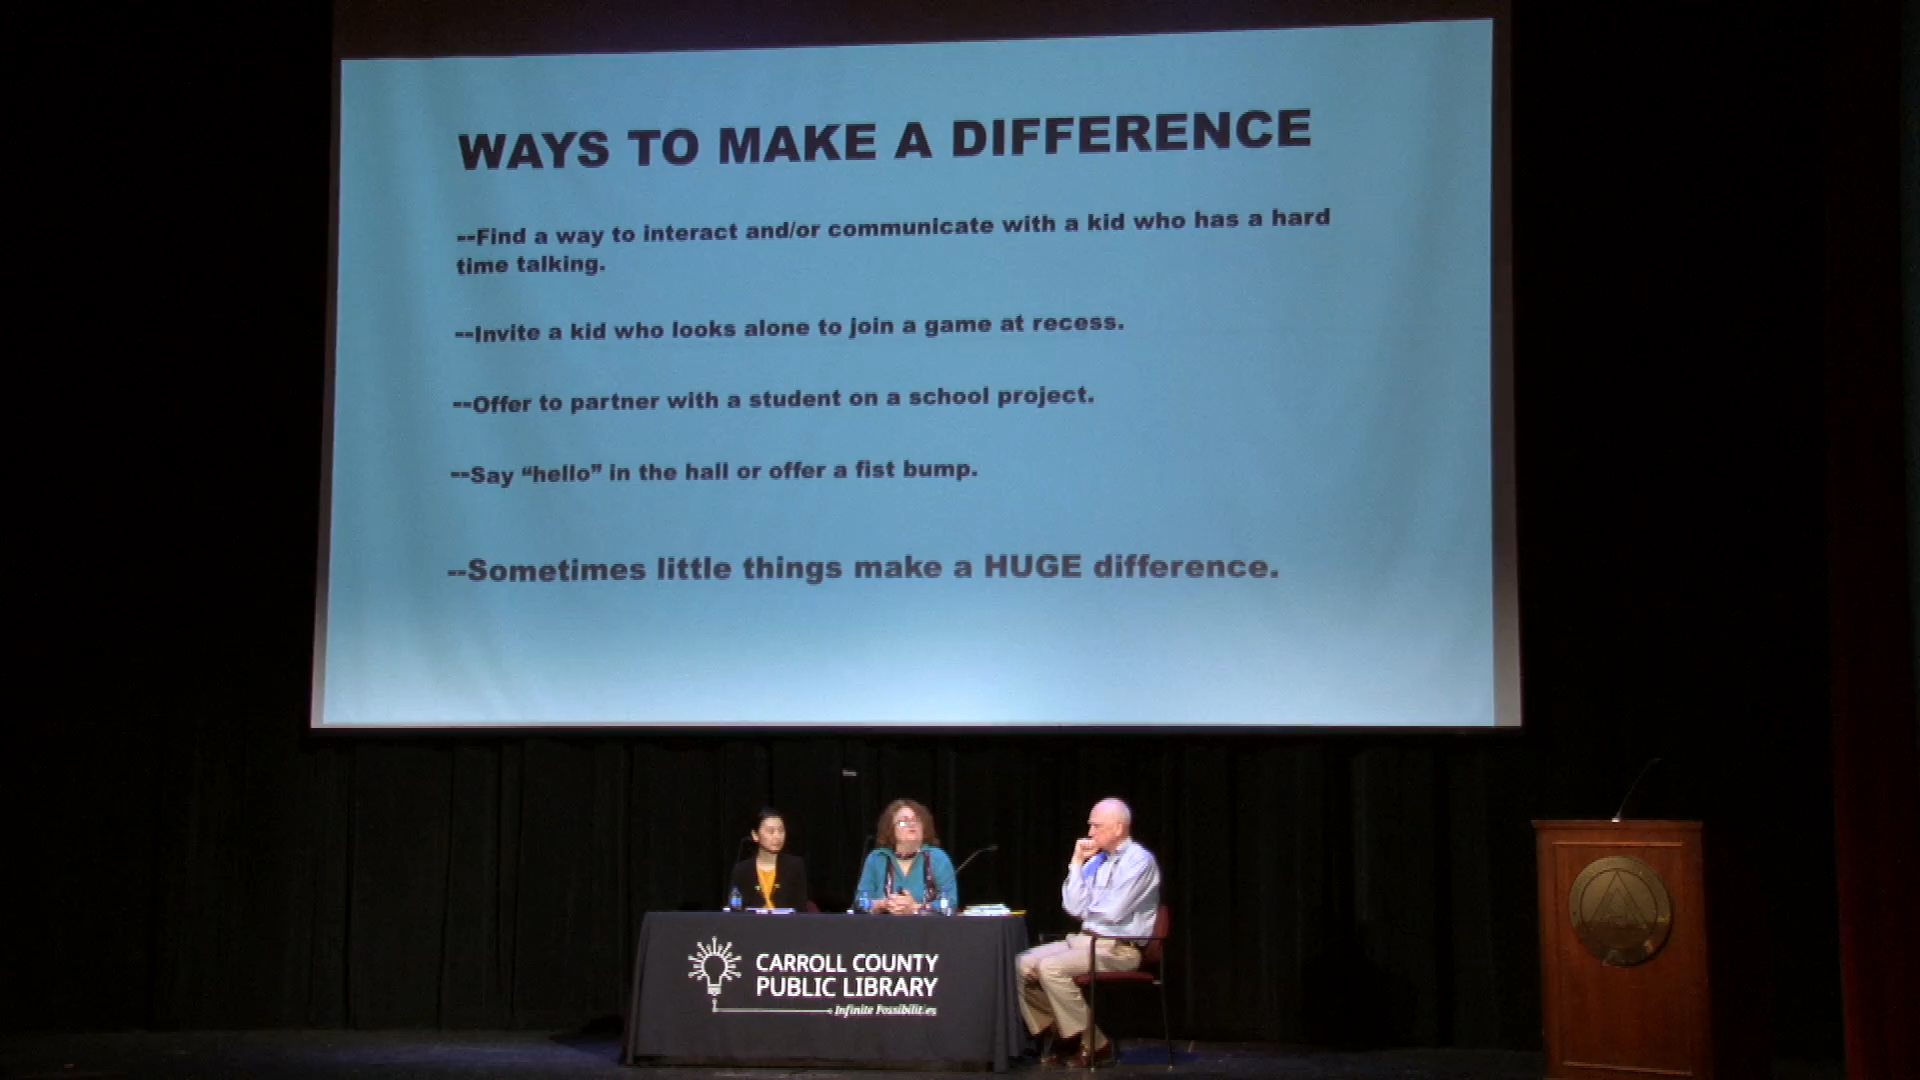 WAYS TO MAKE A DIFFERENCE
--Find a way to interact and/or communicate with a kid who has a hard
time talking.
--Invite a kid who looks alone to join a game at recess.
--Offer to partner with a student on a school project.
--Say “hello” in the hall or offer a fist bump.
--Sometimes little things make a HUGE difference.
CARROLL COUNTY
PUBLIC LIBRARY
Infinite Possibilities